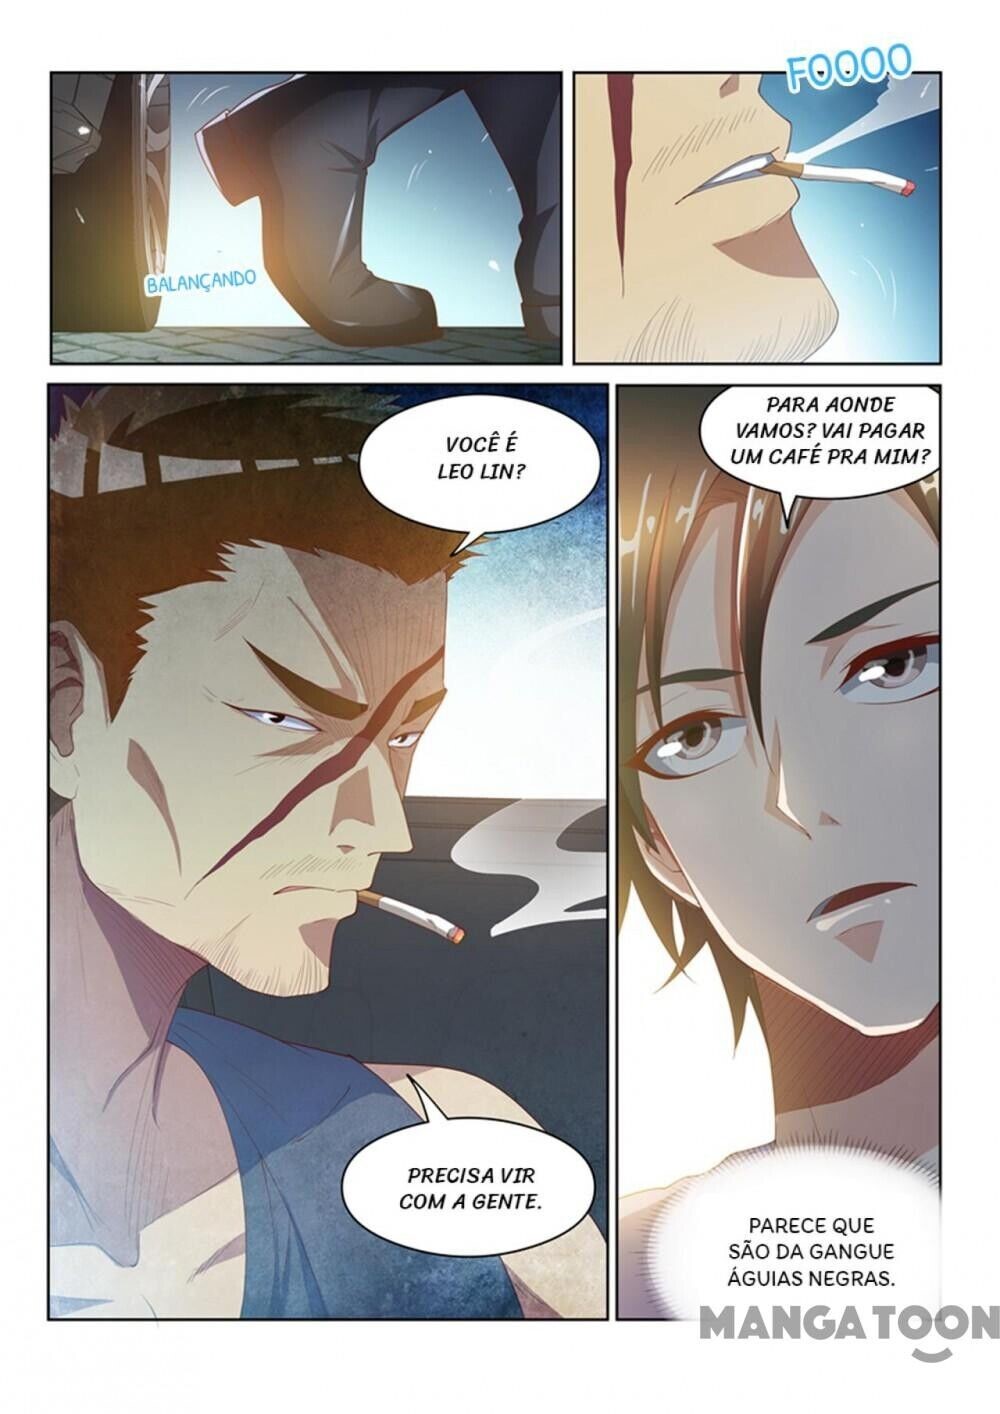 FOOOO
BALANÇANDO
VOCÊ É
LEO LIN?
PARA AONDE
VAMOS? VAI PAGAR
UM CAFÉ PRA MIM?
PRECISA VIR
COM A GENTE.
PARECE QUE
SÃO DA GANGUE
ÁGUIAS NEGRAS.
MANGATOON